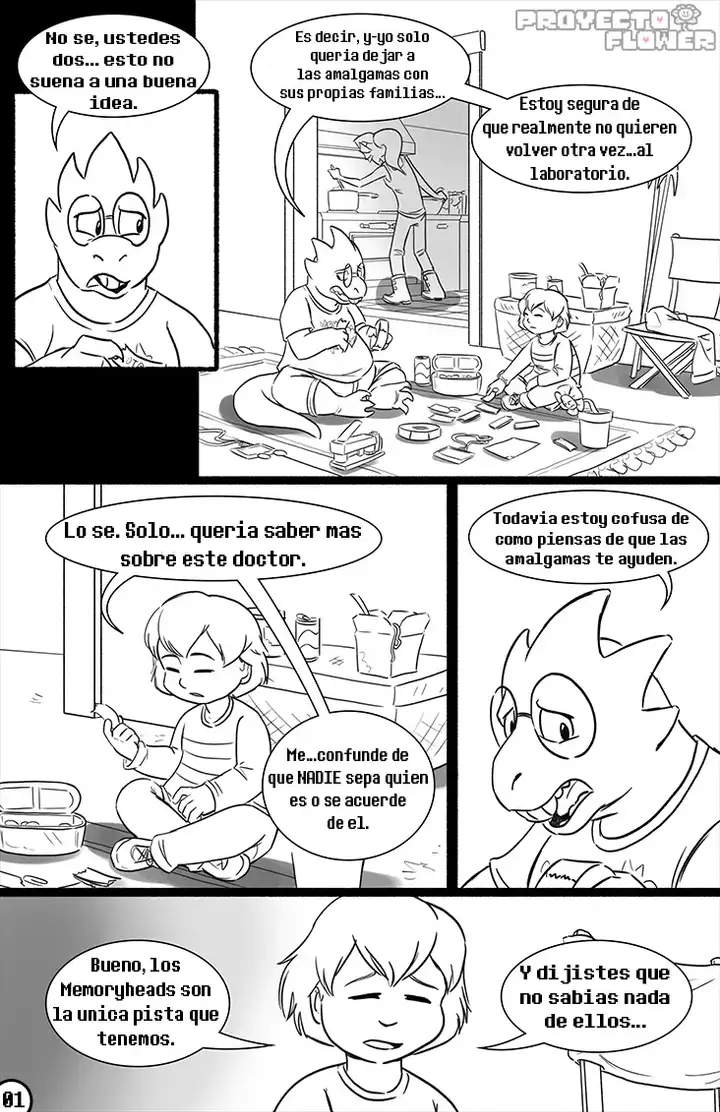 PROYECTO
FLOWER
No se, ustedes
dos... esto no
suena a una buena
idea.
Es decir, y-yo solo
queria dejar a
las amalgamas con
sus propias familias...
Estoy segura de
que realmente no quieren
volver otra vez...al
laboratorio.
Lo se. Solo... queria saber mas
sobre este doctor.
Me...confunde de
que NADIE sepa quien
es o se acuerde
de el.
Todavia estoy cofusa de
como piensas de que las
amalgamas te ayuden.
Bueno, los
Memoryheads son
la unica pista que
tenemos.
Y dijistes que
no sabias nada
de ellos...
01